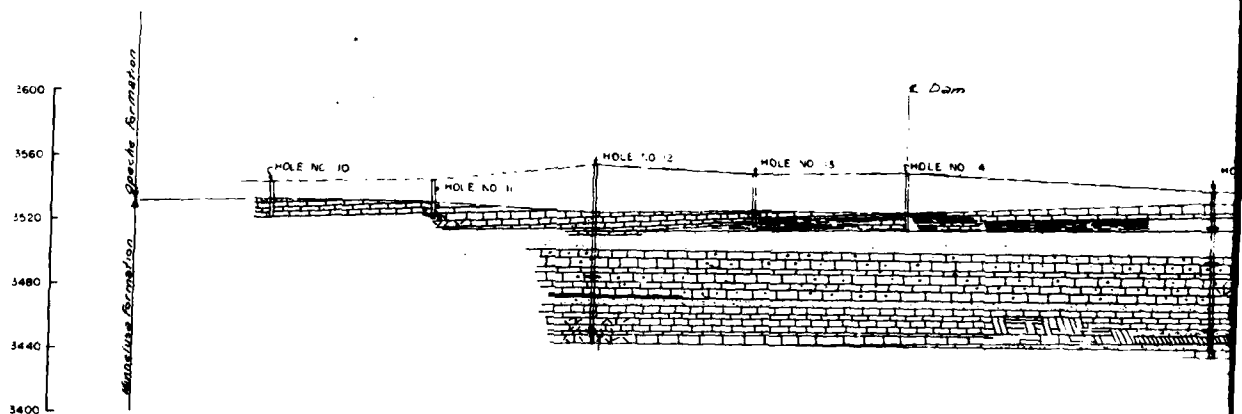 3600
3560
3520
3480
3440
3400
Opeche Formation
Minnelusa Formation
HOLE NO. 10
HOLE NO. 11
HOLE NO. 12
HOLE NO. 13
HOLE NO. 14
℄ Dam
HO